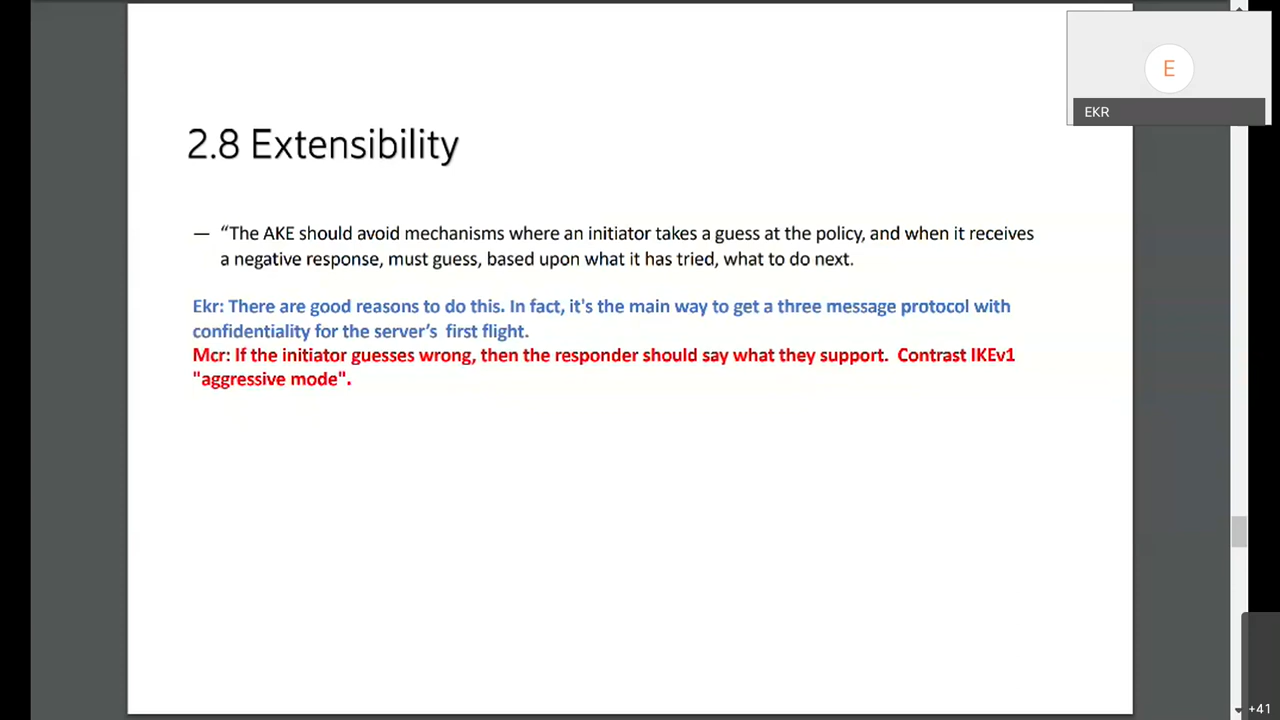 EKR
E
2.8 Extensibility
— “The AKE should avoid mechanisms where an initiator takes a guess at the policy, and when it receives
a negative response, must guess, based upon what it has tried, what to do next.
Ekr: There are good reasons to do this. In fact, it's the main way to get a three message protocol with
confidentiality for the server’s first flight.
Mcr: If the initiator guesses wrong, then the responder should say what they support. Contrast IKEv1
"aggressive mode".
+41